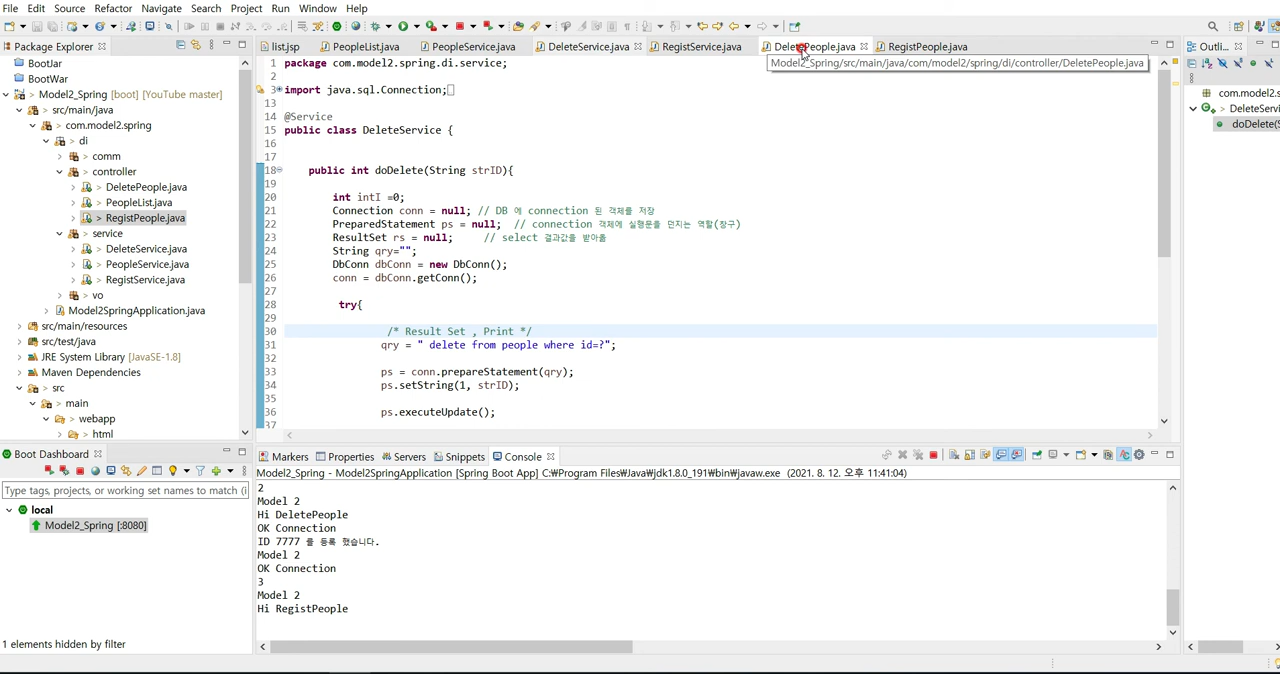 File Edit Source Refactor Navigate Search Project Run Window Help
Package Explorer
list.jsp PeopleList.java PeopleService.java DeleteService.java RegistService.java DeletePeople.java RegistPeople.java
Outli...
Model2_Spring/src/main/java/com/model2/spring/di/controller/DeletePeople.java
BootJar
BootWar
Model2_Spring [boot] [YouTube master]
src/main/java
com.model2.spring
di
comm
controller
DeletePeople.java
PeopleList.java
RegistPeople.java
service
DeleteService.java
PeopleService.java
RegistService.java
vo
Model2SpringApplication.java
src/main/resources
src/test/java
JRE System Library [JavaSE-1.8]
Maven Dependencies
src
main
webapp
html
1 package com.model2.spring.di.service;
2
3 import java.sql.Connection;
13
14 @Service
15 public class DeleteService {
16
17
18 public int doDelete(String strID){
19
20 int intI =0;
21 Connection conn = null; // DB 에 connection 된 객체를 저장
22 PreparedStatement ps = null; // connection 객체에 실행문을 던지는 역할(장구)
23 ResultSet rs = null; // select 결과값을 받아올
24 String qry="";
25 DbConn dbConn = new DbConn();
26 conn = dbConn.getConn();
27
28 try{
29
30 /* Result Set , Print */
31 qry = " delete from people where id=?";
32
33 ps = conn.prepareStatement(qry);
34 ps.setString(1, strID);
35
36 ps.executeUpdate();
37
com.model2.s
DeleteServi
doDelete(S
Boot Dashboard
Type tags, projects, or working set names to match (i
local
Model2_Spring [:8080]
1 elements hidden by filter
Markers Properties Servers Snippets Console
Model2_Spring - Model2SpringApplication [Spring Boot App] C:₩Program Files₩Java₩jdk1.8.0_191₩bin₩javaw.exe (2021. 8. 12. 오후 11:41:04)
2
Model 2
Hi DeletePeople
OK Connection
ID 7777 를 등록 했습니다.
Model 2
OK Connection
3
Model 2
Hi RegistPeople